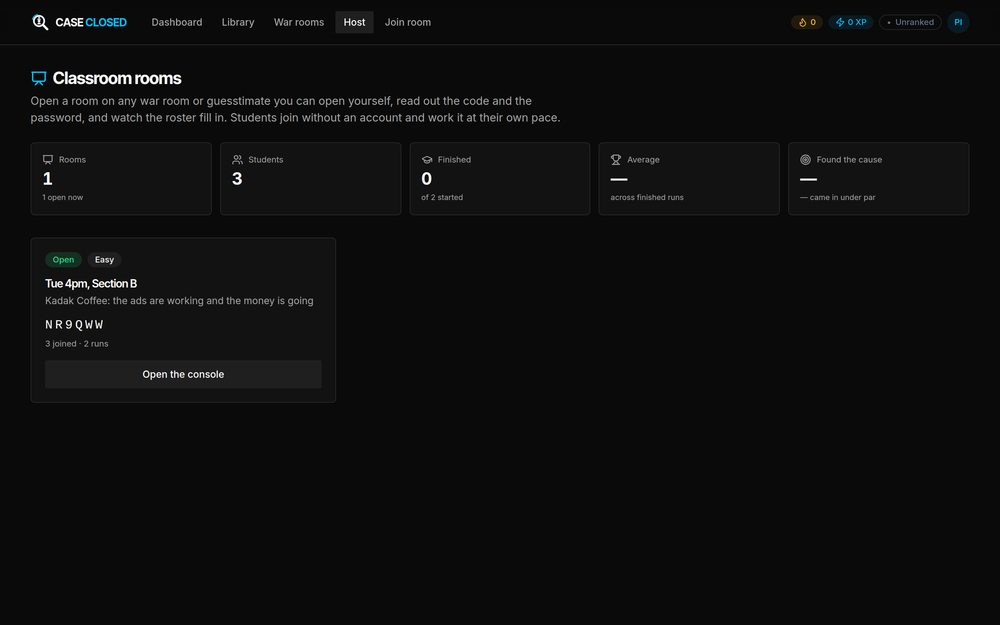 CASE CLOSED
Dashboard
Library
War rooms
Host
Join room
0
0 XP
• Unranked
PI
Classroom rooms
Open a room on any war room or guesstimate you can open yourself, read out the code and the
password, and watch the roster fill in. Students join without an account and work it at their own pace.
Rooms
1
1 open now
Students
3
Finished
0
of 2 started
Average
—
across finished runs
Found the cause
—
— came in under par
Open
Easy
Tue 4pm, Section B
Kadak Coffee: the ads are working and the money is going
NR9QWW
3 joined · 2 runs
Open the console